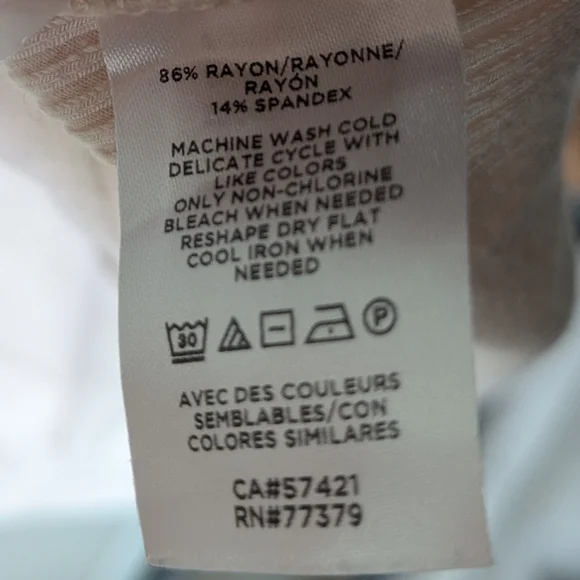 86% RAYON/RAYONNE/
RAYÓN
14% SPANDEX
MACHINE WASH COLD
DELICATE CYCLE WITH
LIKE COLORS
ONLY NON-CHLORINE
BLEACH WHEN NEEDED
RESHAPE DRY FLAT
COOL IRON WHEN
NEEDED
30 P
AVEC DES COULEURS
SEMBLABLES/CON
COLORES SIMILARES
CA#57421
RN#77379